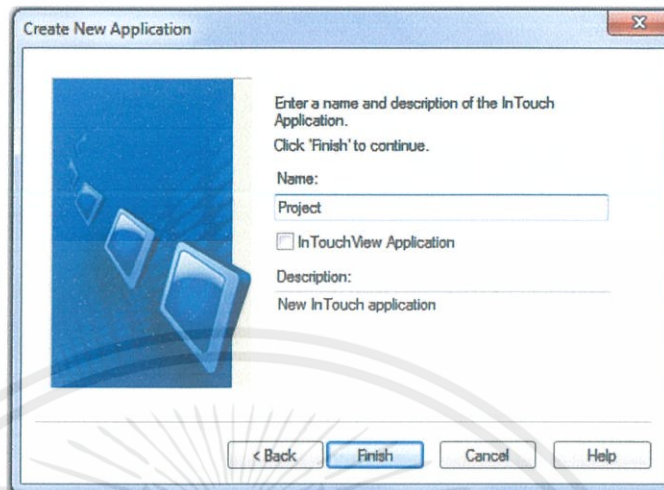 Create New Application
Enter a name and description of the InTouch
Application.
Click 'Finish' to continue.
Name:
Project
InTouchView Application
Description:
New InTouch application
< Back
Finish
Cancel
Help